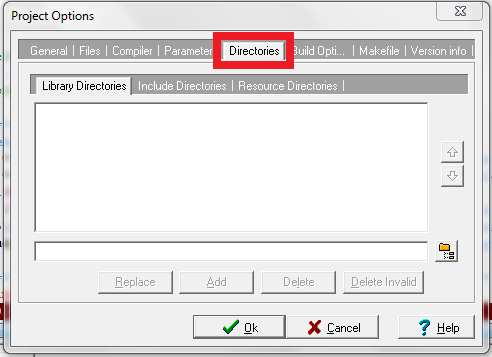 Project Options
General Files Compiler Parameter Directories Build Opti... Makefile Version info
Library Directories Include Directories Resource Directories
Replace Add Delete Delete Invalid
Ok Cancel Help